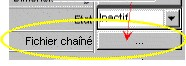 Etat Inactif
Fichier chaîné ...